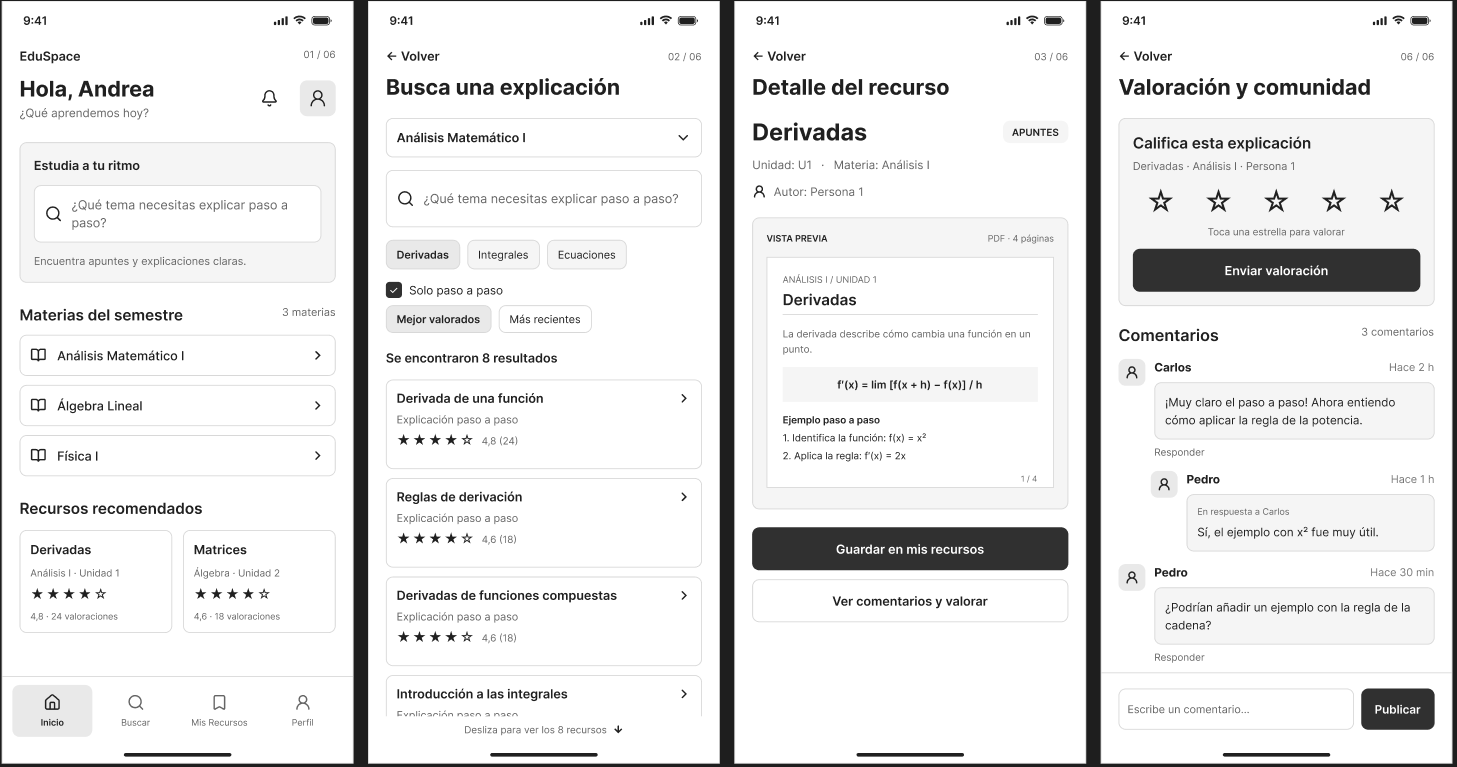 9:41
EduSpace
01 / 06
Hola, Andrea
¿Qué aprendemos hoy?
Estudia a tu ritmo
¿Qué tema necesitas explicar paso a
paso?
Encuentra apuntes y explicaciones claras.
Materias del semestre
3 materias
Análisis Matemático I
Álgebra Lineal
Física I
Recursos recomendados
Derivadas
Análisis I · Unidad 1
★★★★☆
4,8 · 24 valoraciones
Matrices
Álgebra · Unidad 2
★★★★☆
4,6 · 18 valoraciones
Inicio
Buscar
Mis Recursos
Perfil
9:41
← Volver
02 / 06
Busca una explicación
Análisis Matemático I
¿Qué tema necesitas explicar paso a paso?
Derivadas
Integrales
Ecuaciones
Solo paso a paso
Mejor valorados
Más recientes
Se encontraron 8 resultados
Derivada de una función
Explicación paso a paso
★★★★☆ 4,8 (24)
Reglas de derivación
Explicación paso a paso
★★★★☆ 4,6 (18)
Derivadas de funciones compuestas
Explicación paso a paso
★★★★☆ 4,6 (18)
Introducción a las integrales
Explicación paso a paso
Desliza para ver los 8 recursos ↓
9:41
← Volver
03 / 06
Detalle del recurso
Derivadas
APUNTES
Unidad: U1 · Materia: Análisis I
Autor: Persona 1
VISTA PREVIA
PDF · 4 páginas
ANÁLISIS I / UNIDAD 1
Derivadas
La derivada describe cómo cambia una función en un
punto.
f′(x) = lim [f(x + h) − f(x)] / h
Ejemplo paso a paso
1. Identifica la función: f(x) = x²
2. Aplica la regla: f′(x) = 2x
1 / 4
Guardar en mis recursos
Ver comentarios y valorar
9:41
← Volver
06 / 06
Valoración y comunidad
Califica esta explicación
Derivadas · Análisis I · Persona 1
☆ ☆ ☆ ☆ ☆
Toca una estrella para valorar
Enviar valoración
Comentarios
3 comentarios
Carlos
Hace 2 h
¡Muy claro el paso a paso! Ahora entiendo
cómo aplicar la regla de la potencia.
Responder
Pedro
Hace 1 h
En respuesta a Carlos
Sí, el ejemplo con x² fue muy útil.
Pedro
Hace 30 min
¿Podrían añadir un ejemplo con la regla de la
cadena?
Responder
Escribe un comentario...
Publicar